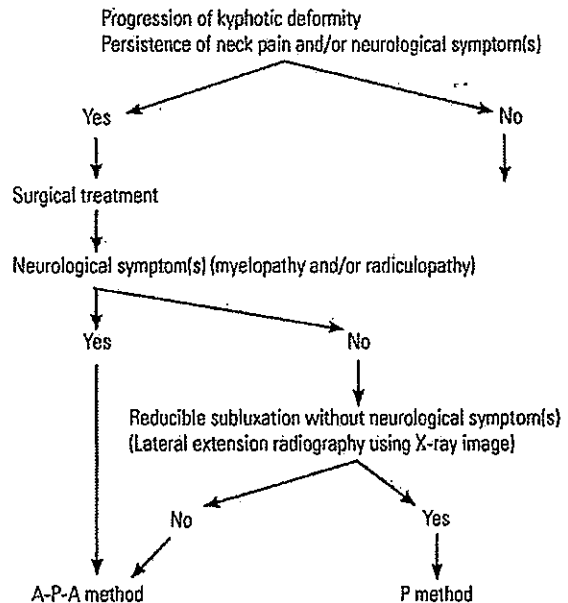 Progression of kyphotic deformity
Persistence of neck pain and/or neurological symptom(s)
Yes
No
Surgical treatment
Neurological symptom(s) (myelopathy and/or radiculopathy)
Yes
No
Reducible subluxation without neurological symptom(s)
(Lateral extension radiography using X-ray image)
No
Yes
A-P-A method
P method